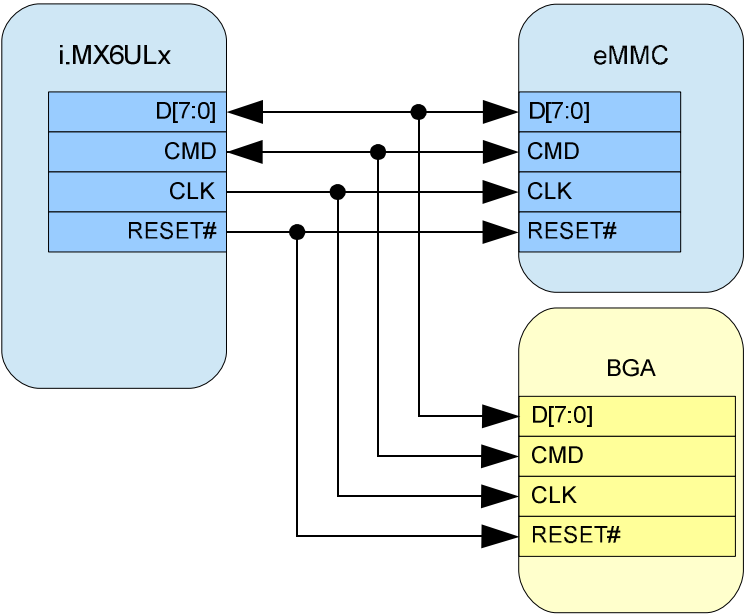 i.MX6ULx
D[7:0]
CMD
CLK
RESET#
eMMC
D[7:0]
CMD
CLK
RESET#
BGA
D[7:0]
CMD
CLK
RESET#